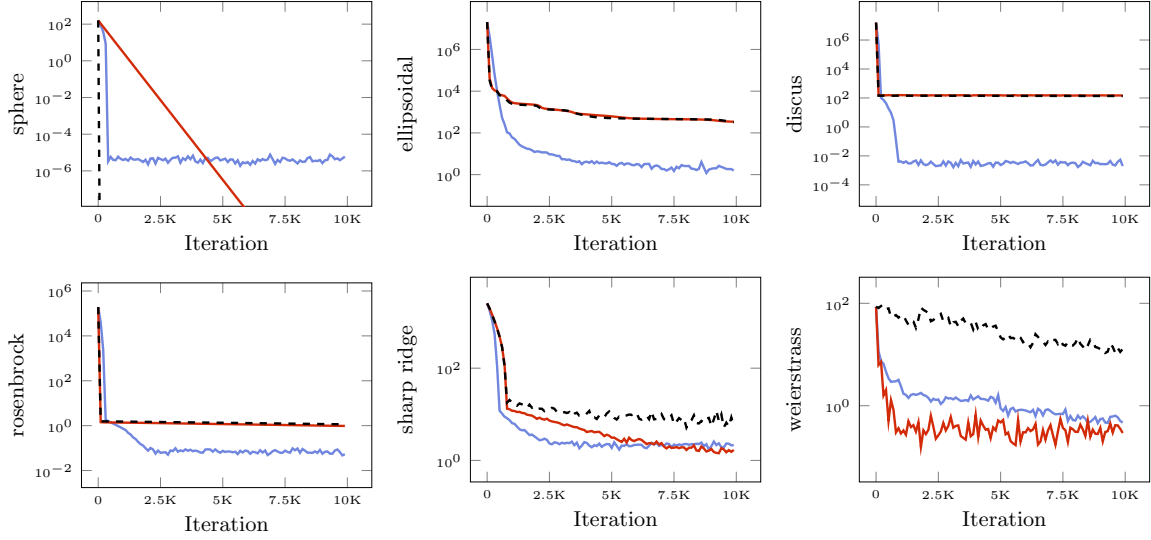 sphere
10^2
10^0
10^−2
10^−4
10^−6
0
2.5K
5K
7.5K
10K
Iteration
ellipsoidal
10^6
10^4
10^2
10^0
0
2.5K
5K
7.5K
10K
Iteration
discus
10^6
10^4
10^2
10^0
10^−2
10^−4
0
2.5K
5K
7.5K
10K
Iteration
rosenbrock
10^6
10^4
10^2
10^0
10^−2
0
2.5K
5K
7.5K
10K
Iteration
sharp ridge
10^2
10^0
0
2.5K
5K
7.5K
10K
Iteration
weierstrass
10^2
10^0
0
2.5K
5K
7.5K
10K
Iteration